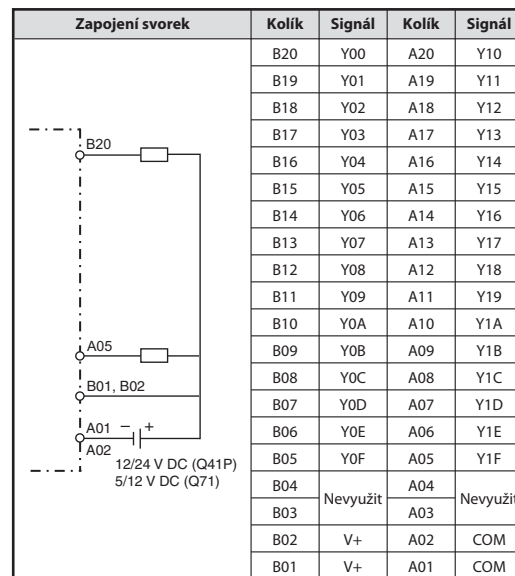 Zapojení svorek Kolík Signál Kolík Signál
B20 Y00 A20 Y10
B19 Y01 A19 Y11
B18 Y02 A18 Y12
B17 Y03 A17 Y13
B16 Y04 A16 Y14
B15 Y05 A15 Y15
B14 Y06 A14 Y16
B13 Y07 A13 Y17
B12 Y08 A12 Y18
B11 Y09 A11 Y19
B10 Y0A A10 Y1A
B09 Y0B A09 Y1B
B08 Y0C A08 Y1C
B07 Y0D A07 Y1D
B06 Y0E A06 Y1E
B05 Y0F A05 Y1F
B04 Nevyužit A04 Nevyužit
B03 A03
B02 V+ A02 COM
B01 V+ A01 COM
B20
A05
B01, B02
A01 – +
A02
12/24 V DC (Q41P)
5/12 V DC (Q71)